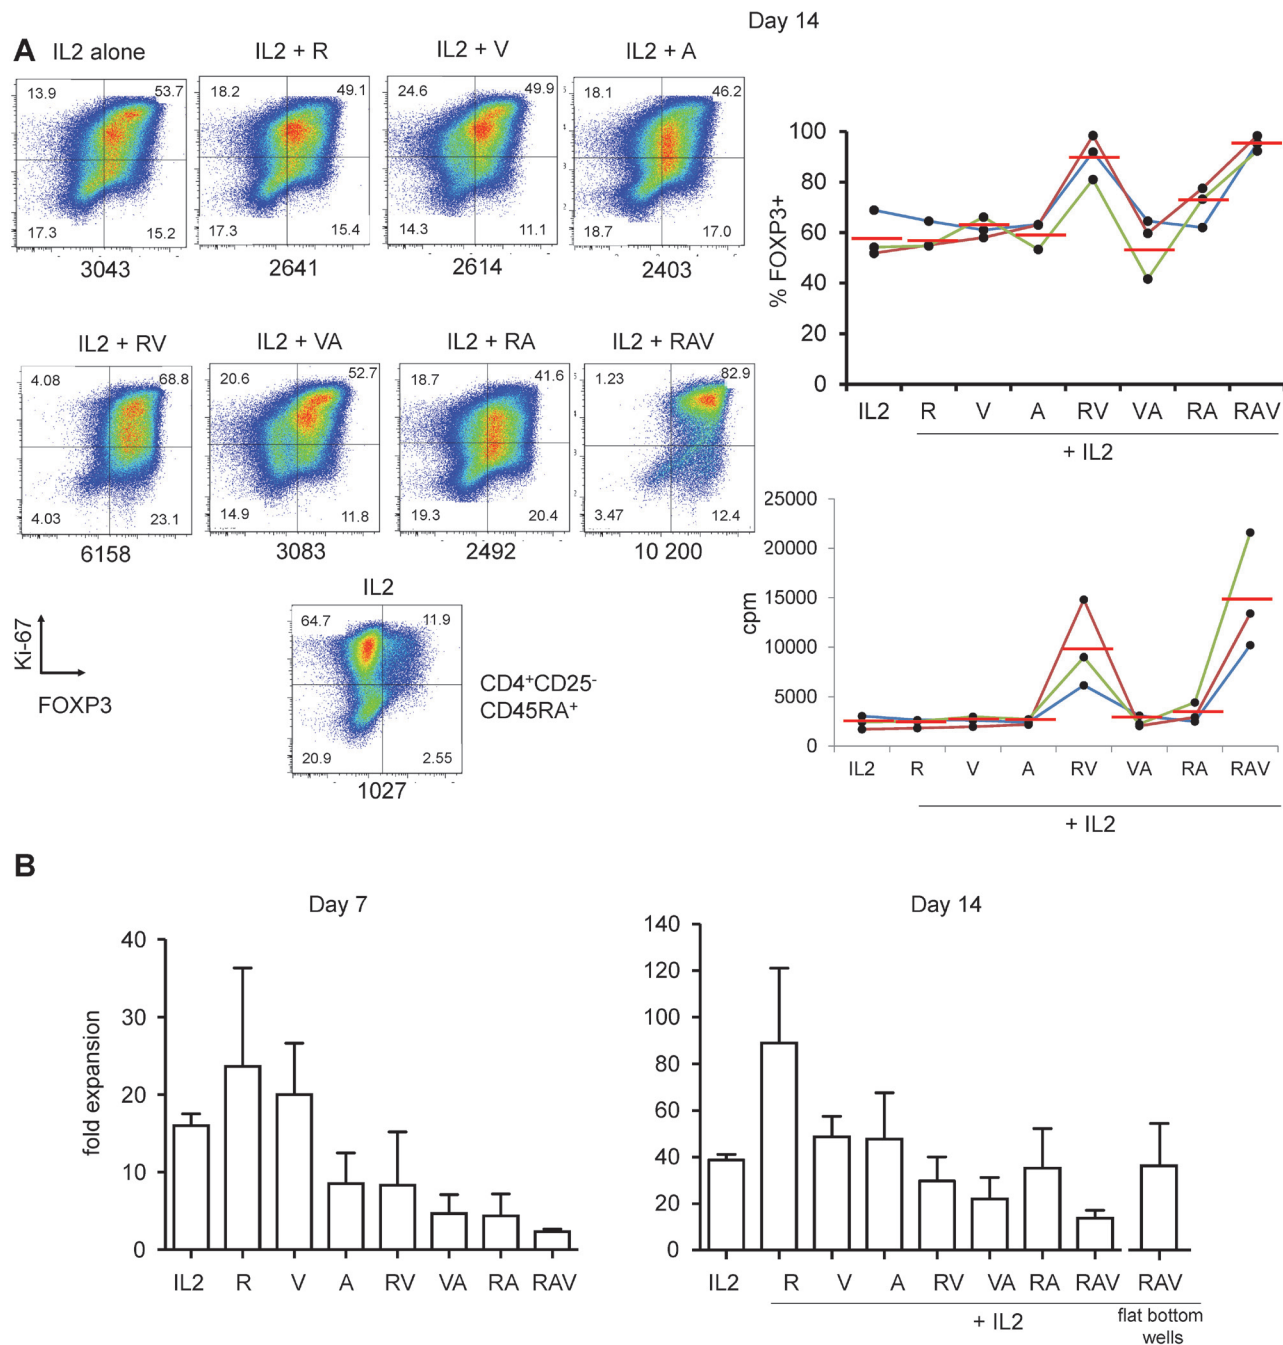 Day 14
A
IL2 alone
IL2 + R
IL2 + V
IL2 + A
13.9 53.7
18.2 49.1
24.6 49.9
18.1 46.2
17.3 15.2
17.3 15.4
14.3 11.1
18.7 17.0
3043
2641
2614
2403
IL2 + RV
IL2 + VA
IL2 + RA
IL2 + RAV
4.08 68.8
20.6 52.7
18.7 41.6
1.23 82.9
4.03 23.1
14.9 11.8
19.3 20.4
3.47 12.4
6158
3083
2492
10 200
IL2
64.7 11.9
20.9 2.55
1027
Ki-67
FOXP3
CD4+CD25-
CD45RA+
% FOXP3+
100
80
60
40
20
0
IL2 R V A RV VA RA RAV
+ IL2
cpm
25000
20000
15000
10000
5000
0
IL2 R V A RV VA RA RAV
+ IL2
B
Day 7
fold expansion
40
30
20
10
0
IL2 R V A RV VA RA RAV
Day 14
140
120
100
80
60
40
20
0
IL2 R V A RV VA RA RAV RAV
+ IL2
flat bottom
wells